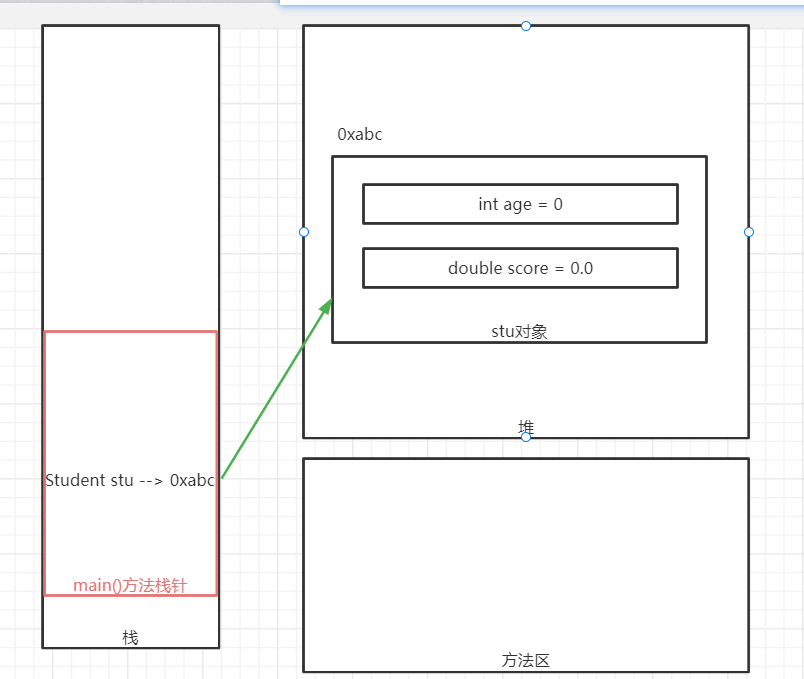 0xabc
int age = 0
double score = 0.0
stu对象
堆
Student stu --> 0xabc
main()方法栈针
栈
方法区